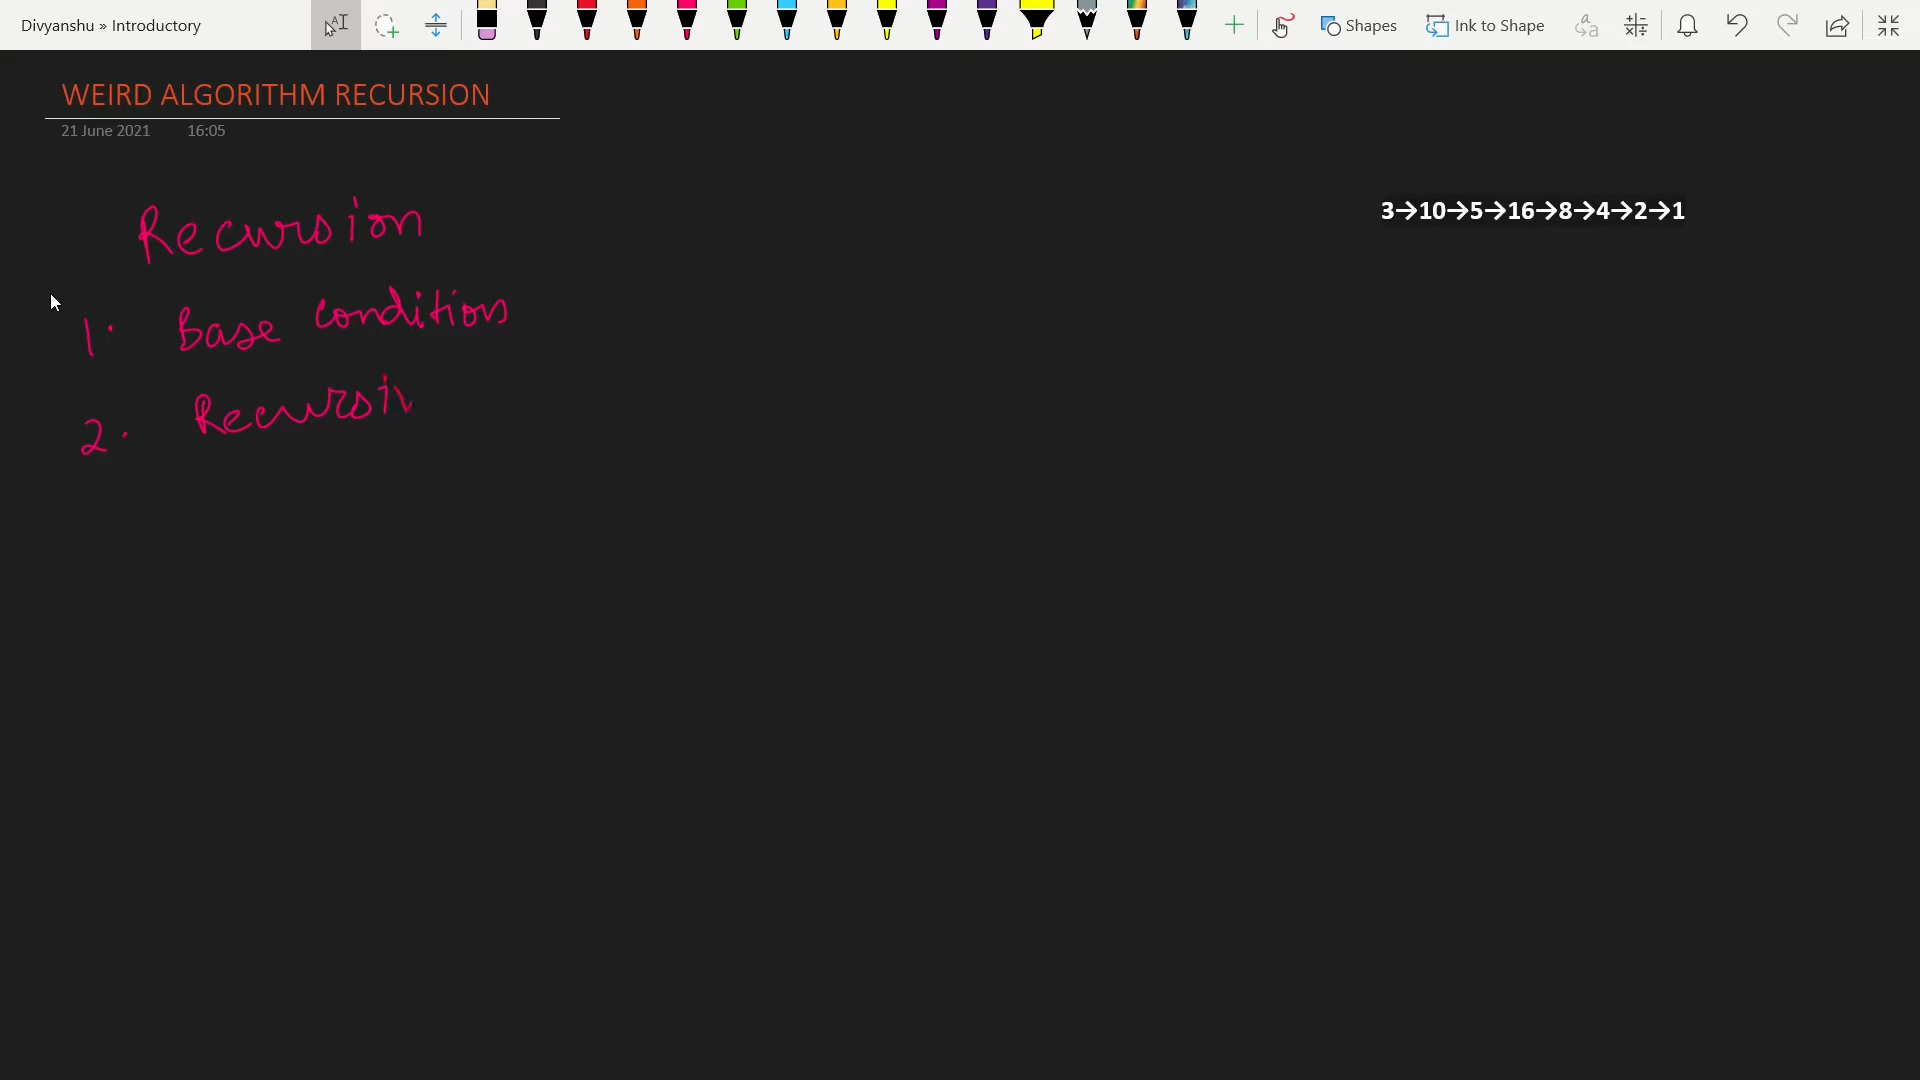 Divyanshu » Introductory
Shapes
Ink to Shape
WEIRD ALGORITHM RECURSION
21 June 2021 16:05
3→10→5→16→8→4→2→1
Recursion
1. Base condition
2. Recursiv